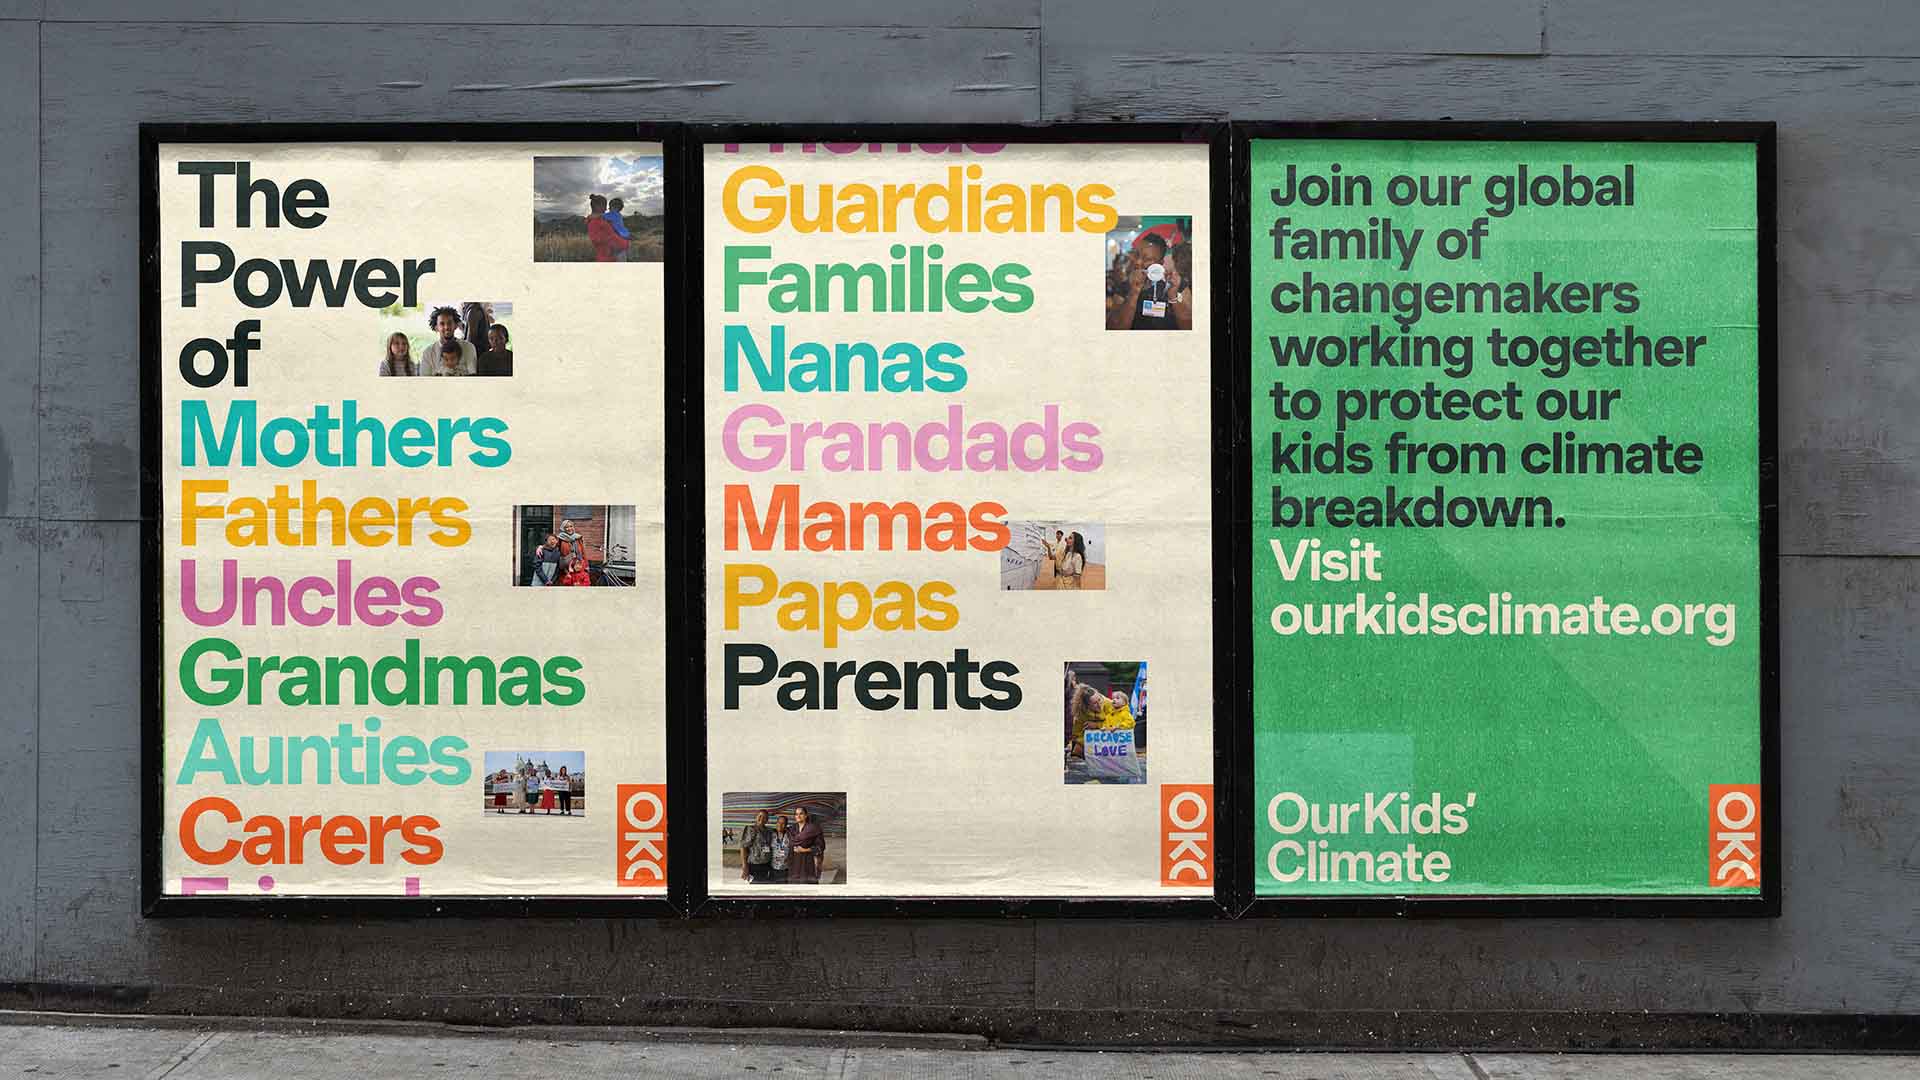 The
Power
of
Mothers
Fathers
Uncles
Grandmas
Aunties
Carers
Friends
OKC
Friends
Guardians
Families
Nanas
Grandads
Mamas
Papas
Parents
BECAUSE
LOVE
OKC
Join our global
family of
changemakers
working together
to protect our
kids from climate
breakdown.
Visit
ourkidsclimate.org
OurKids'
Climate
OKC